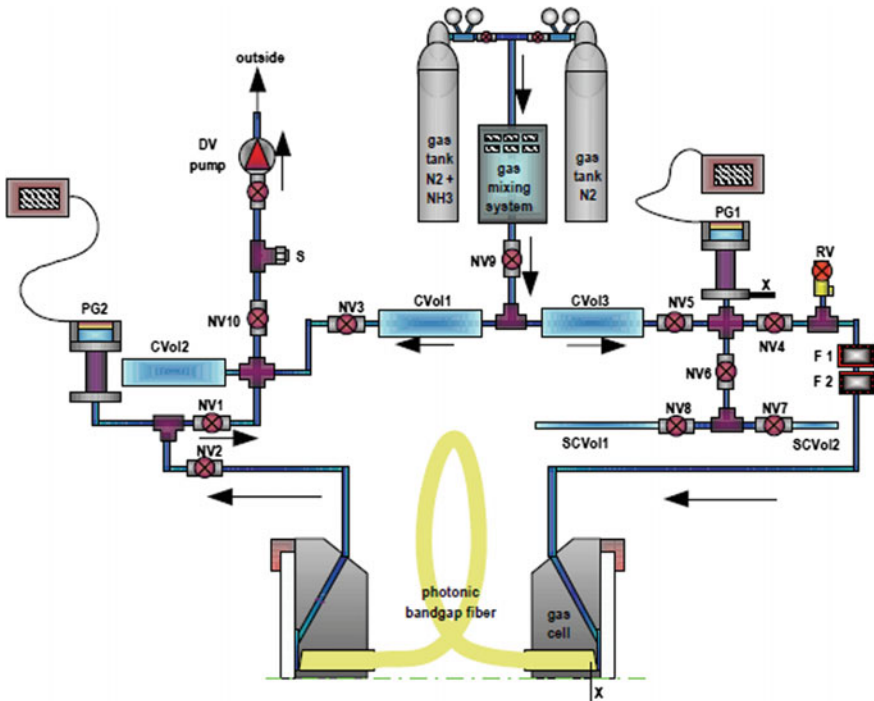 outside
DV
pump
gas
tank
N2 +
NH3
gas
mixing
system
gas
tank
N2
PG1
S
NV9
RV
X
PG2
NV10
NV3
CVol1
CVol3
NV5
NV4
CVol2
NV6
F 1
F 2
NV1
NV8
NV7
NV2
SCVol1
SCVol2
photonic
bandgap fiber
gas
cell
X